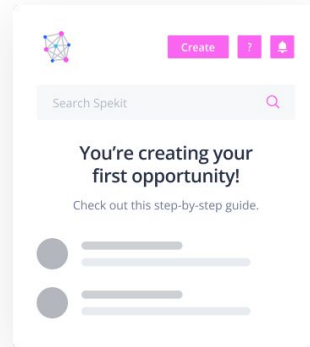 Create ?
Search Spekit
You’re creating your
first opportunity!
Check out this step-by-step guide.